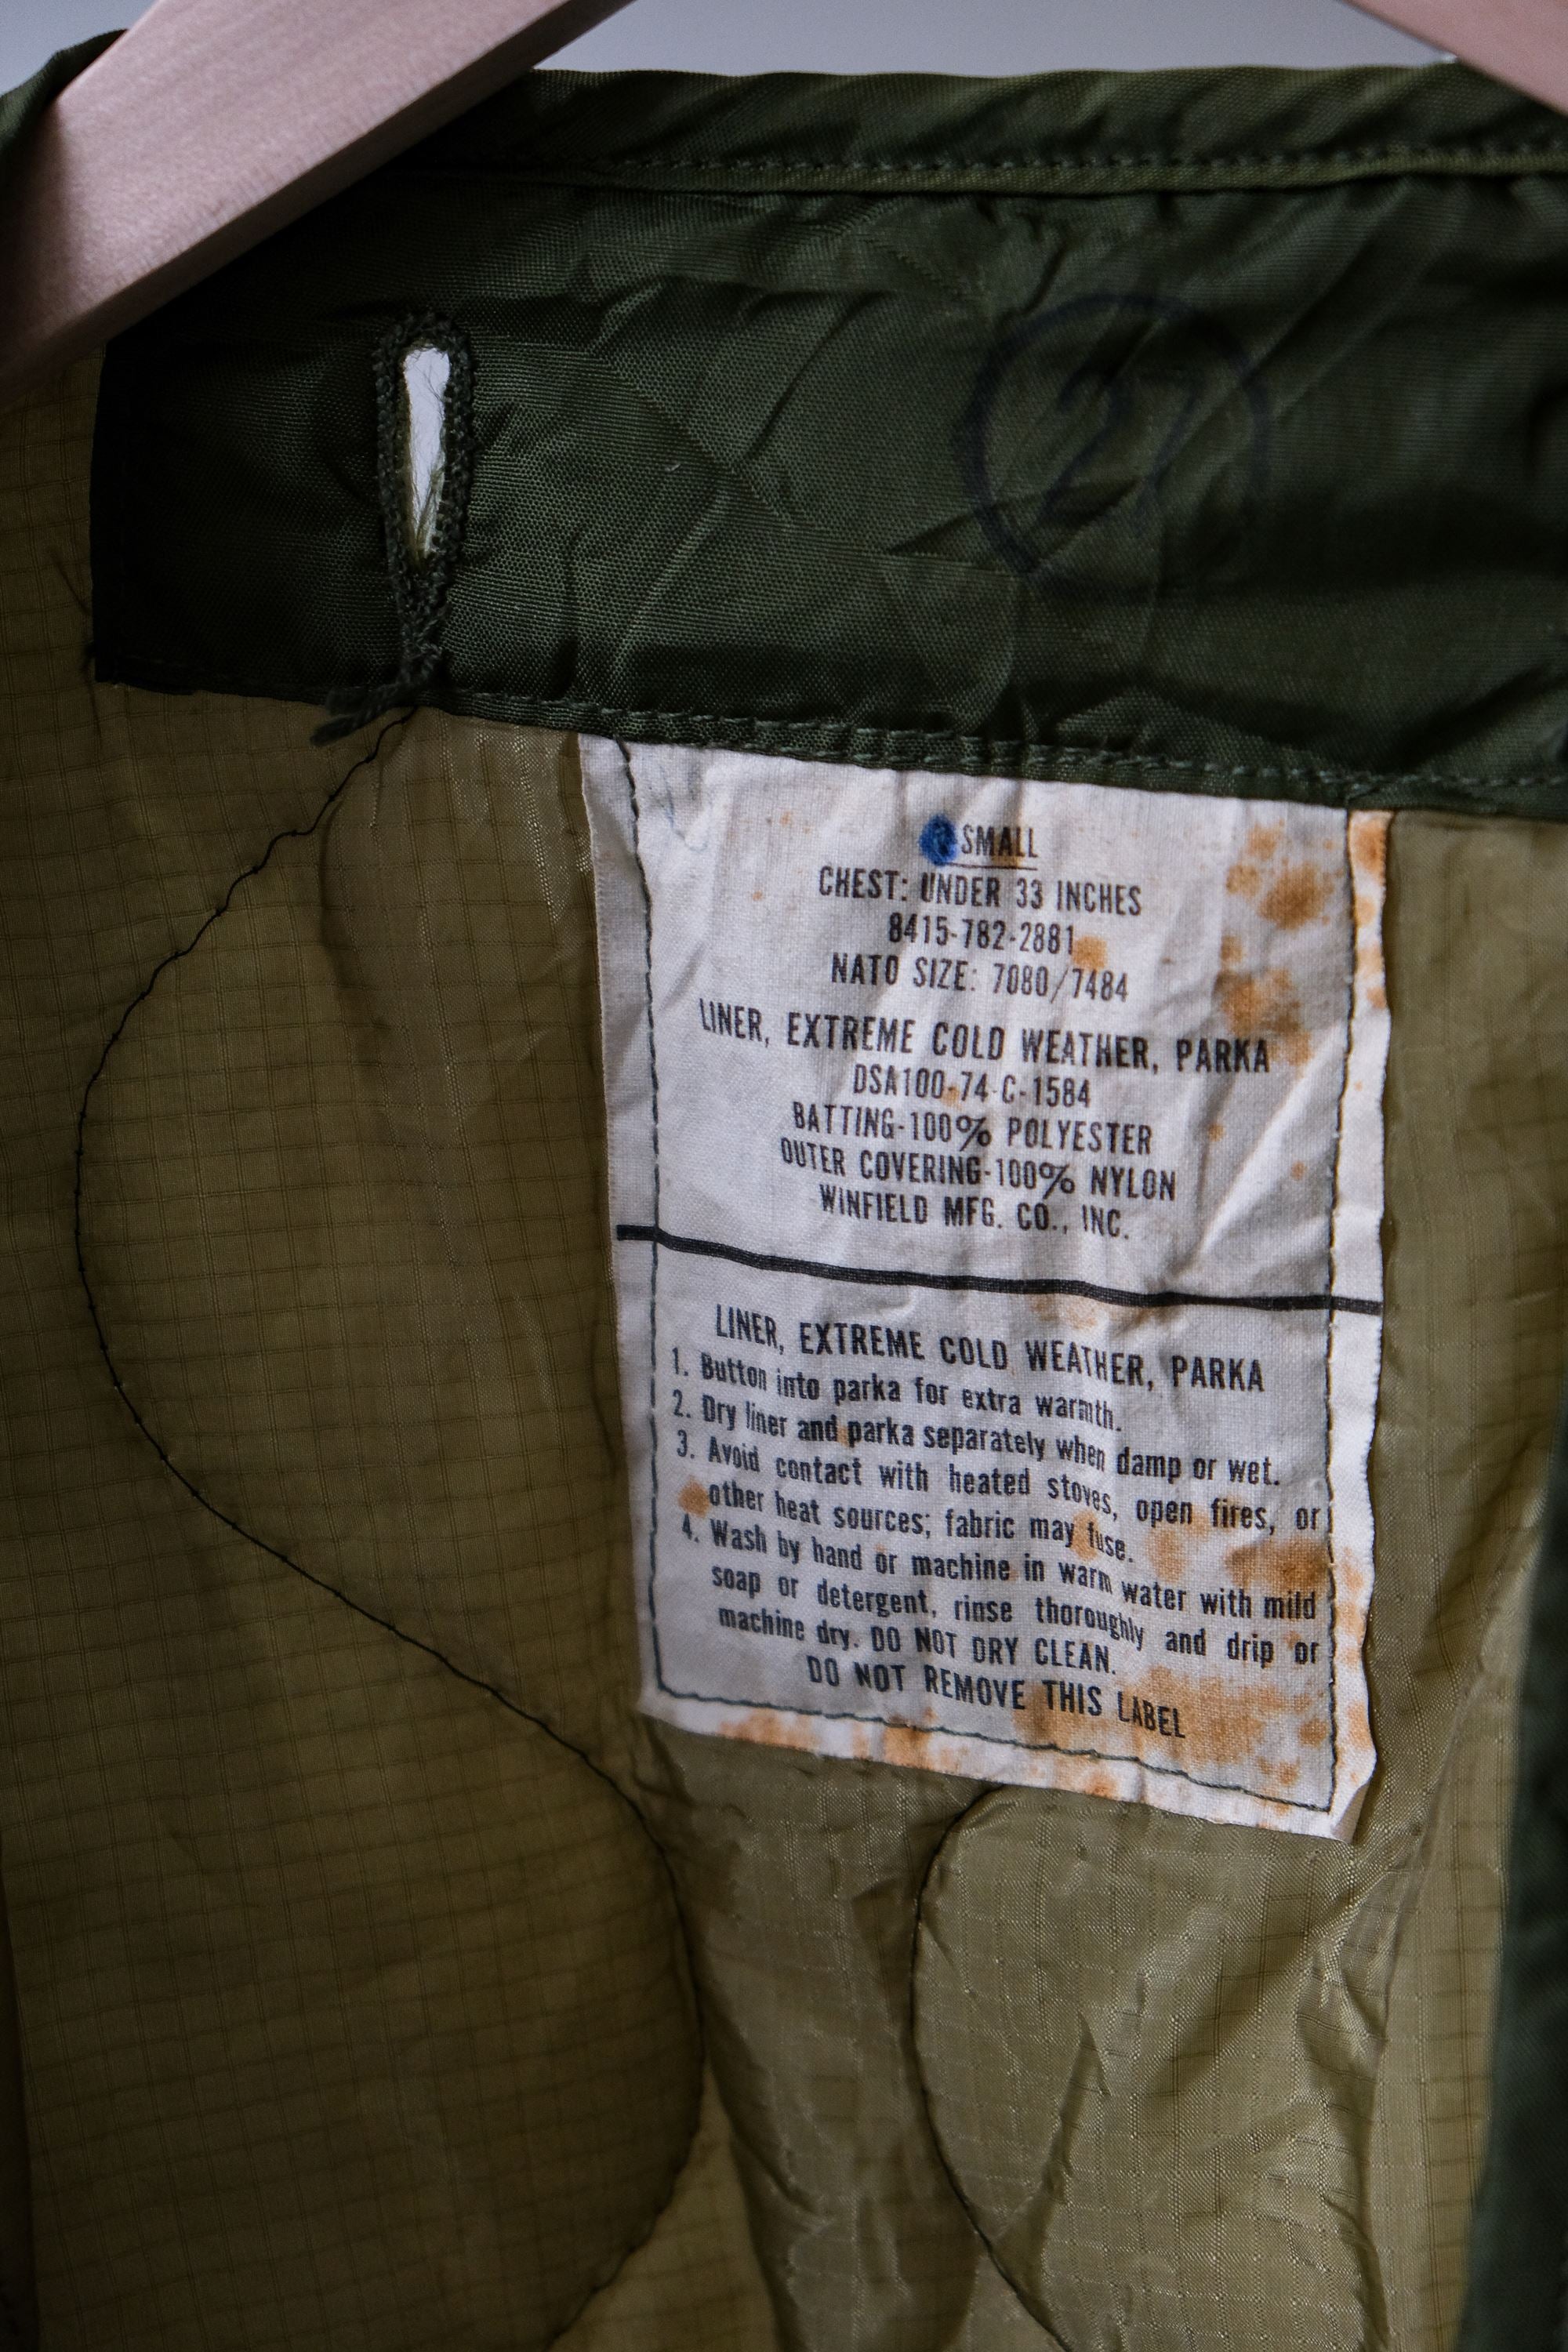 SMALL
CHEST: UNDER 33 INCHES
8415-782-2881
NATO SIZE: 7080/7484
LINER, EXTREME COLD WEATHER, PARKA
DSA100-74-C-1584
BATTING-100% POLYESTER
OUTER COVERING-100% NYLON
WINFIELD MFG. CO., INC.
LINER, EXTREME COLD WEATHER, PARKA
1. Button into parka for extra warmth.
2. Dry liner and parka separately when damp or wet.
3. Avoid contact with heated stoves, open fires, or
other heat sources; fabric may fuse.
4. Wash by hand or machine in warm water with mild
soap or detergent, rinse thoroughly and drip or
machine dry. DO NOT DRY CLEAN.
DO NOT REMOVE THIS LABEL